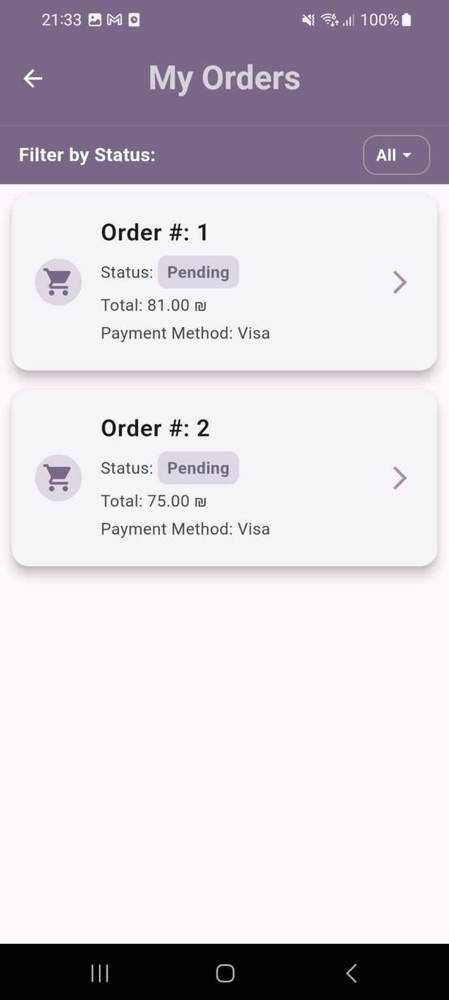 21:33 100%
My Orders
Filter by Status: All
Order #: 1
Status: Pending
Total: 81.00 ₪
Payment Method: Visa
Order #: 2
Status: Pending
Total: 75.00 ₪
Payment Method: Visa